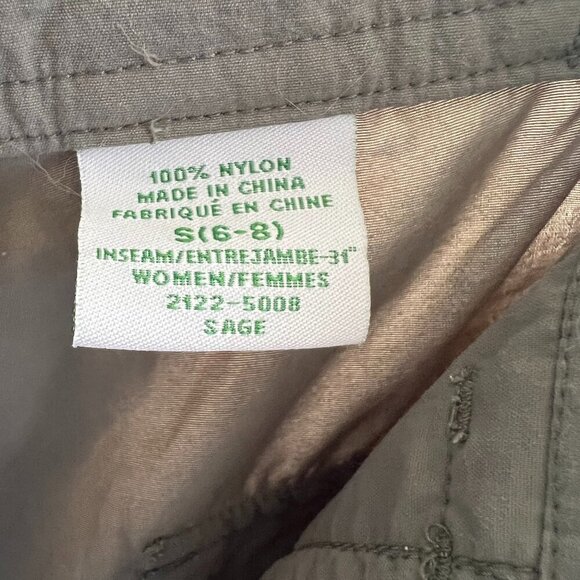 100% NYLON
MADE IN CHINA
FABRIQUÉ EN CHINE
S(6-8)
INSEAM/ENTREJAMBE-31"
WOMEN/FEMMES
2122-5008
SAGE